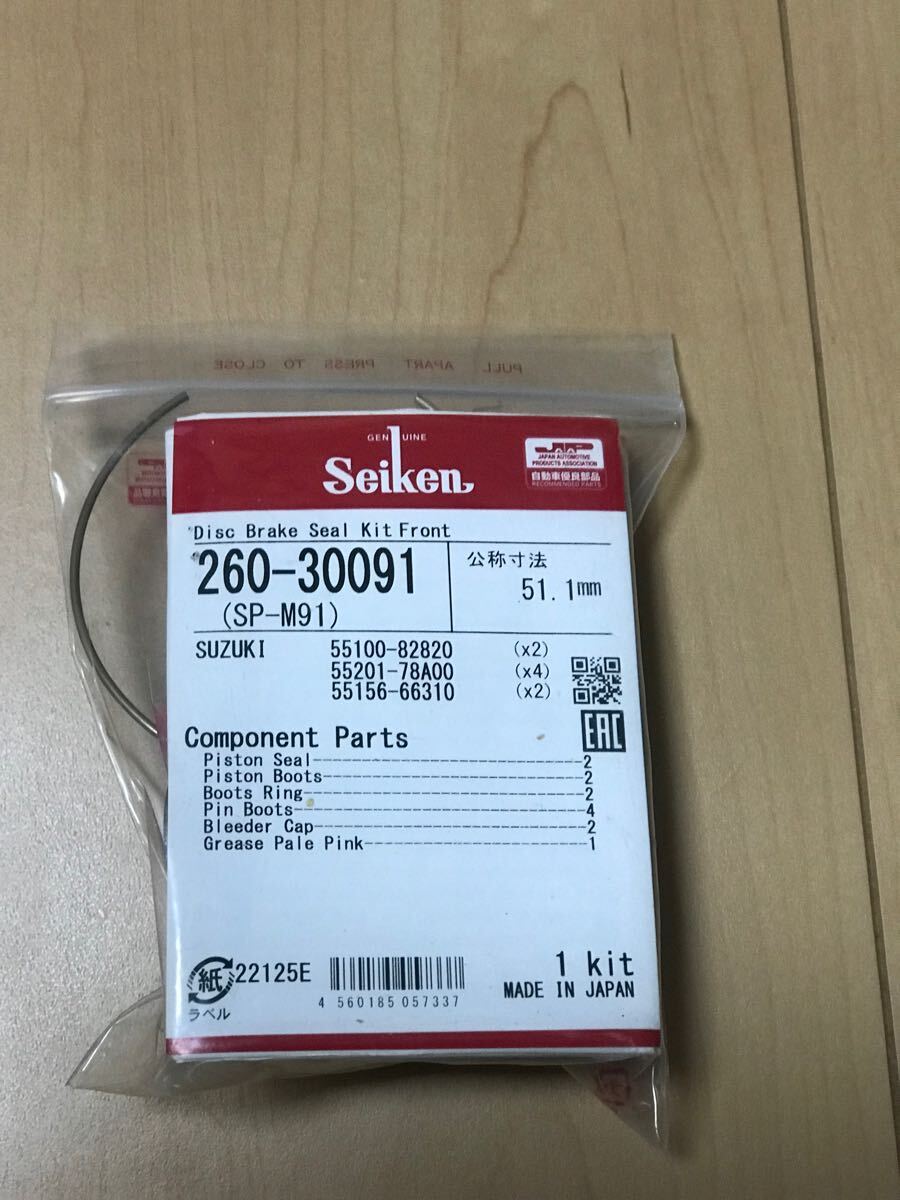 PULL APART PRESS TO CLOSE
GENUINE
Seiken
JAPA
JAPAN AUTOMOTIVE
PRODUCTS ASSOCIATION
自動車優良部品
RECOMMENDED PARTS
Disc Brake Seal Kit Front
260-30091
(SP-M91)
公称寸法
51.1mm
SUZUKI 55100-82820 (x2)
55201-78A00 (x4)
55156-66310 (x2)
EAC
Component Parts
Piston Seal 2
Piston Boots 2
Boots Ring 2
Pin Boots 4
Bleeder Cap 2
Grease Pale Pink 1
紙
ラベル
22125E
4 560185 057337
1 kit
MADE IN JAPAN